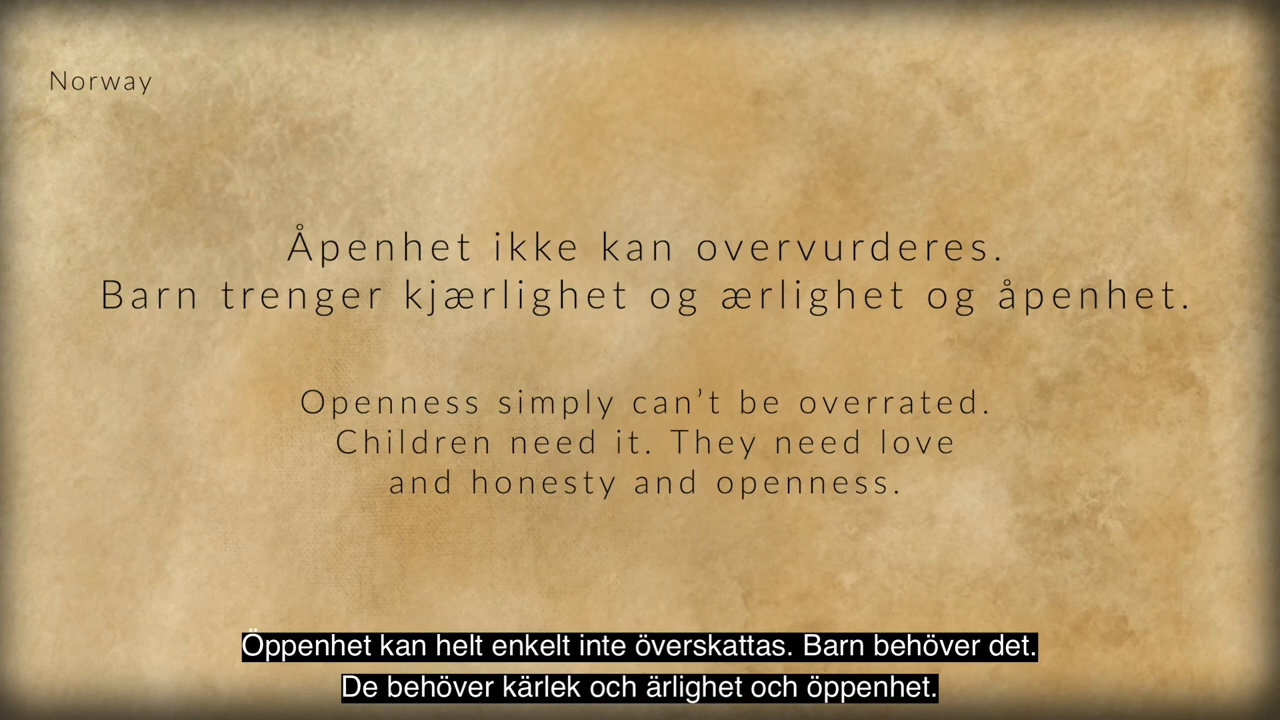 Norway
Åpenhet ikke kan overvurderes.
Barn trenger kjærlighet og ærlighet og åpenhet.
Openness simply can’t be overrated.
Children need it. They need love
and honesty and openness.
Öppenhet kan helt enkelt inte överskattas. Barn behöver det.
De behöver kärlek och ärlighet och öppenhet.